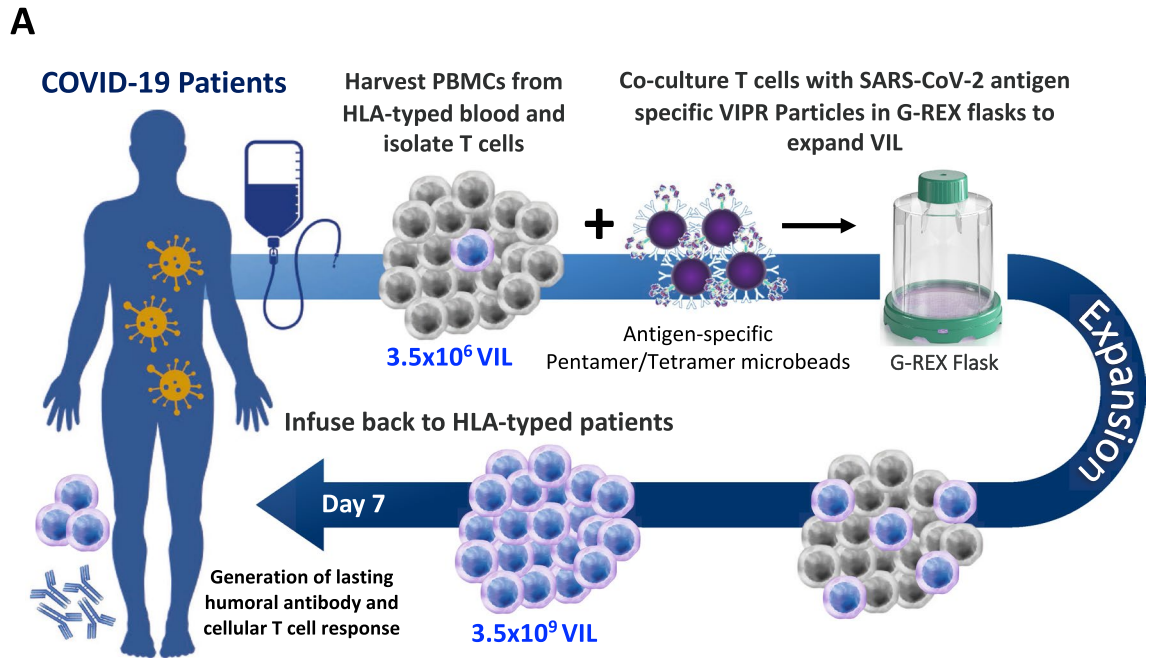 A
COVID-19 Patients
Harvest PBMCs from
HLA-typed blood and
isolate T cells
Co-culture T cells with SARS-CoV-2 antigen
specific VIPR Particles in G-REX flasks to
expand VIL
+
3.5x10⁶ VIL
Antigen-specific
Pentamer/Tetramer microbeads
G-REX Flask
Expansion
Infuse back to HLA-typed patients
Day 7
3.5x10⁹ VIL
Generation of lasting
humoral antibody and
cellular T cell response